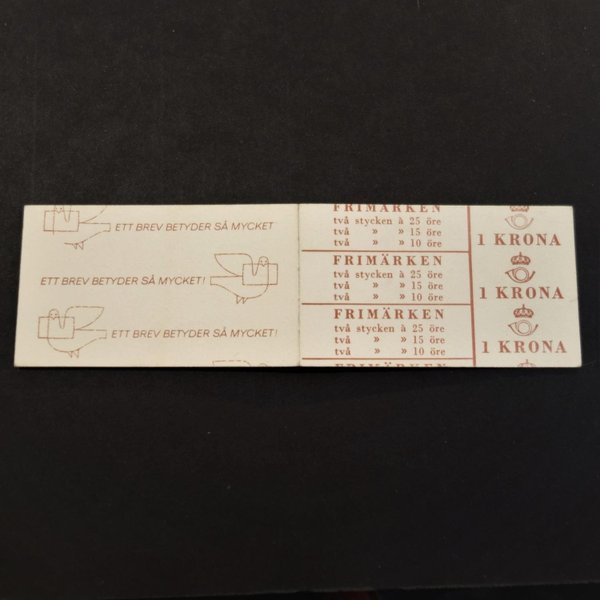 ETT BREV BETYDER SÅ MYCKET
ETT BREV BETYDER SÅ MYCKET!
ETT BREV BETYDER SÅ MYCKET!
FRIMÄRKEN
två stycken à 25 öre
två » » 15 öre
två » » 10 öre
1 KRONA
FRIMÄRKEN
två stycken à 25 öre
två » » 15 öre
två » » 10 öre
1 KRONA
FRIMÄRKEN
två stycken à 25 öre
två » » 15 öre
två » » 10 öre
1 KRONA
FRIMÄRKEN